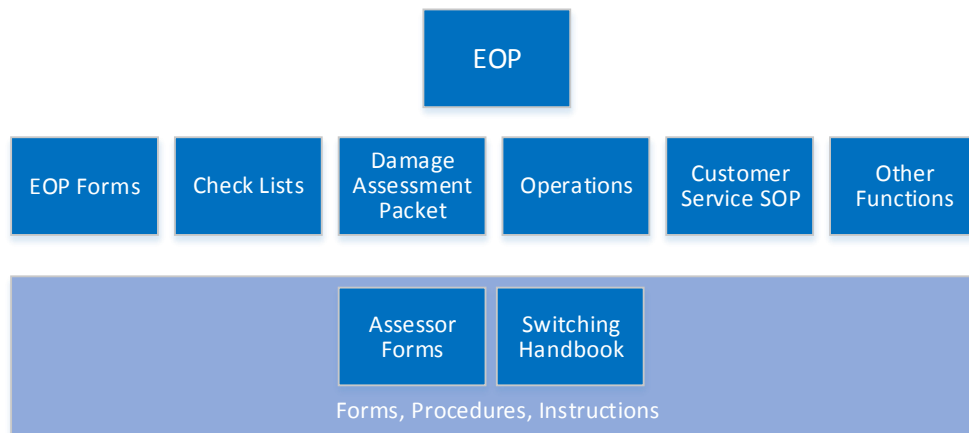 EOP
EOP Forms
Check Lists
Damage
Assessment
Packet
Operations
Customer
Service SOP
Other
Functions
Assessor
Forms
Switching
Handbook
Forms, Procedures, Instructions